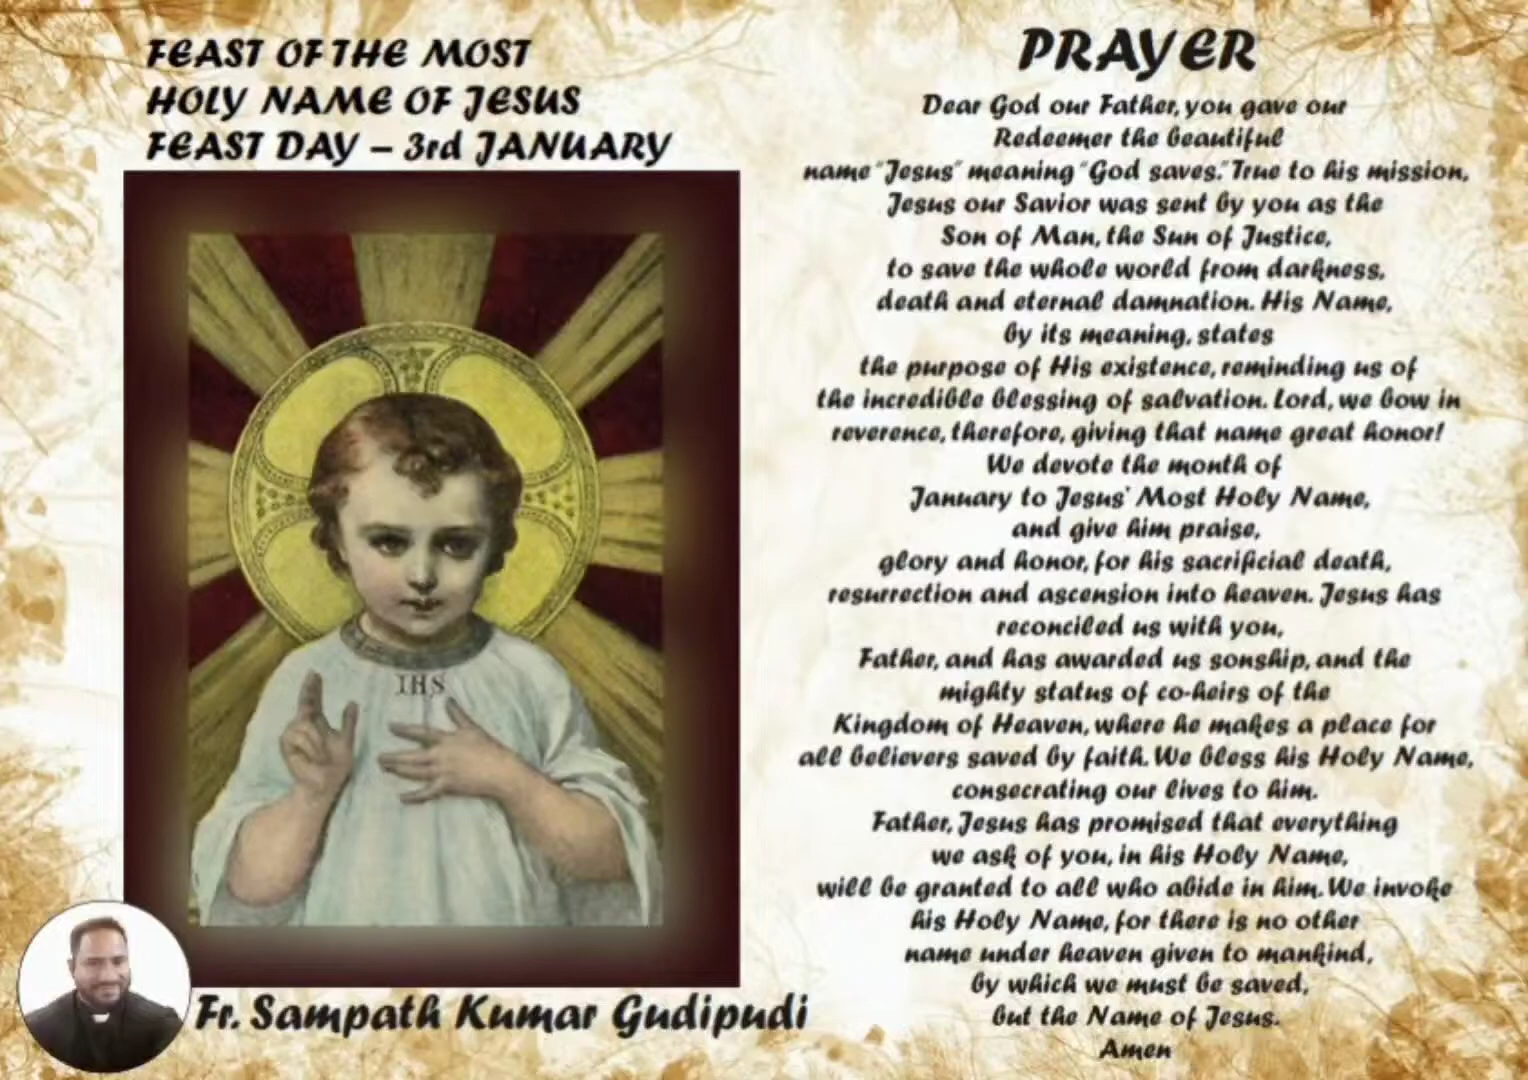 FEAST OF THE MOST
HOLY NAME OF JESUS
FEAST DAY – 3rd JANUARY
IHS
Fr. Sampath Kumar Gudipudi
PRAYER
Dear God our Father, you gave our
Redeemer the beautiful
name "Jesus" meaning "God saves." True to his mission,
Jesus our Savior was sent by you as the
Son of Man, the Sun of Justice,
to save the whole world from darkness,
death and eternal damnation. His Name,
by its meaning, states
the purpose of His existence, reminding us of
the incredible blessing of salvation. Lord, we bow in
reverence, therefore, giving that name great honor!
We devote the month of
January to Jesus' Most Holy Name,
and give him praise,
glory and honor, for his sacrificial death,
resurrection and ascension into heaven. Jesus has
reconciled us with you,
Father, and has awarded us sonship, and the
mighty status of co-heirs of the
Kingdom of Heaven, where he makes a place for
all believers saved by faith. We bless his Holy Name,
consecrating our lives to him.
Father, Jesus has promised that everything
we ask of you, in his Holy Name,
will be granted to all who abide in him. We invoke
his Holy Name, for there is no other
name under heaven given to mankind,
by which we must be saved,
but the Name of Jesus.
Amen